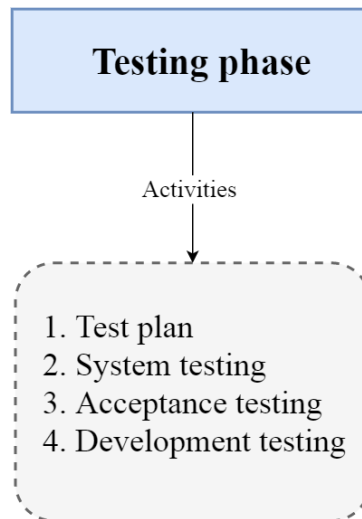 Testing phase
Activities
1. Test plan
2. System testing
3. Acceptance testing
4. Development testing